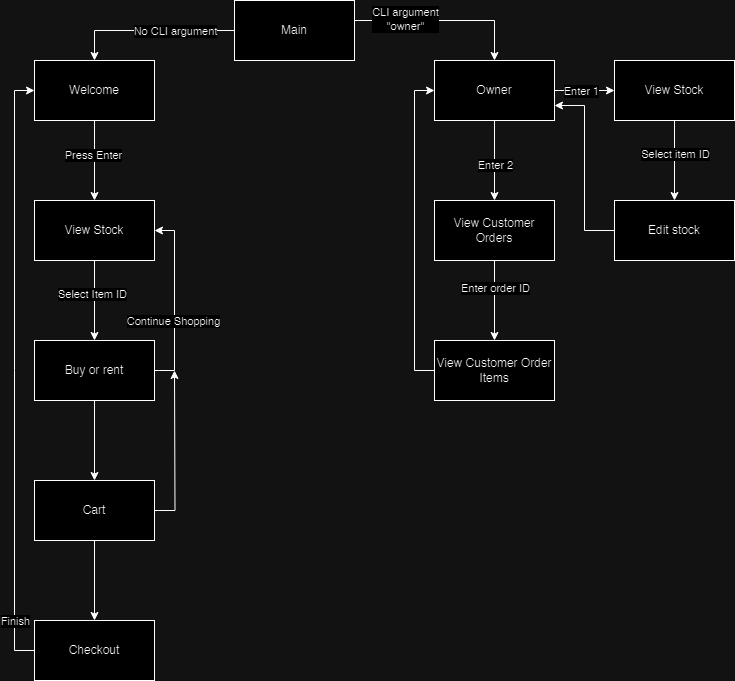 CLI argument
"owner"
No CLI argument
Main
Welcome
Owner
Enter 1
View Stock
Press Enter
Enter 2
Select item ID
View Stock
View Customer
Orders
Edit stock
Select Item ID
Enter order ID
Continue Shopping
Buy or rent
View Customer Order
Items
Cart
Finish
Checkout